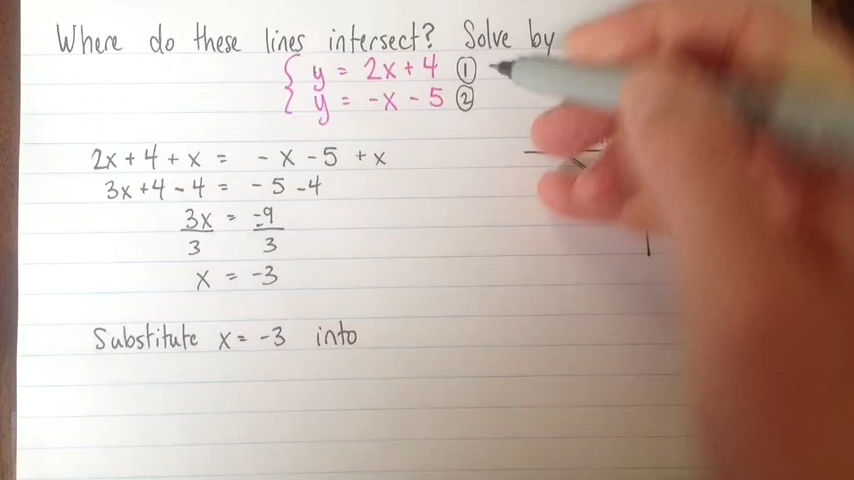 Where do these lines intersect? Solve by
y = 2x + 4 ①
y = -x - 5 ②
2x + 4 + x = - x - 5 + x
3x + 4 - 4 = - 5 - 4
3x = -9
3 3
x = -3
Substitute x = -3 into